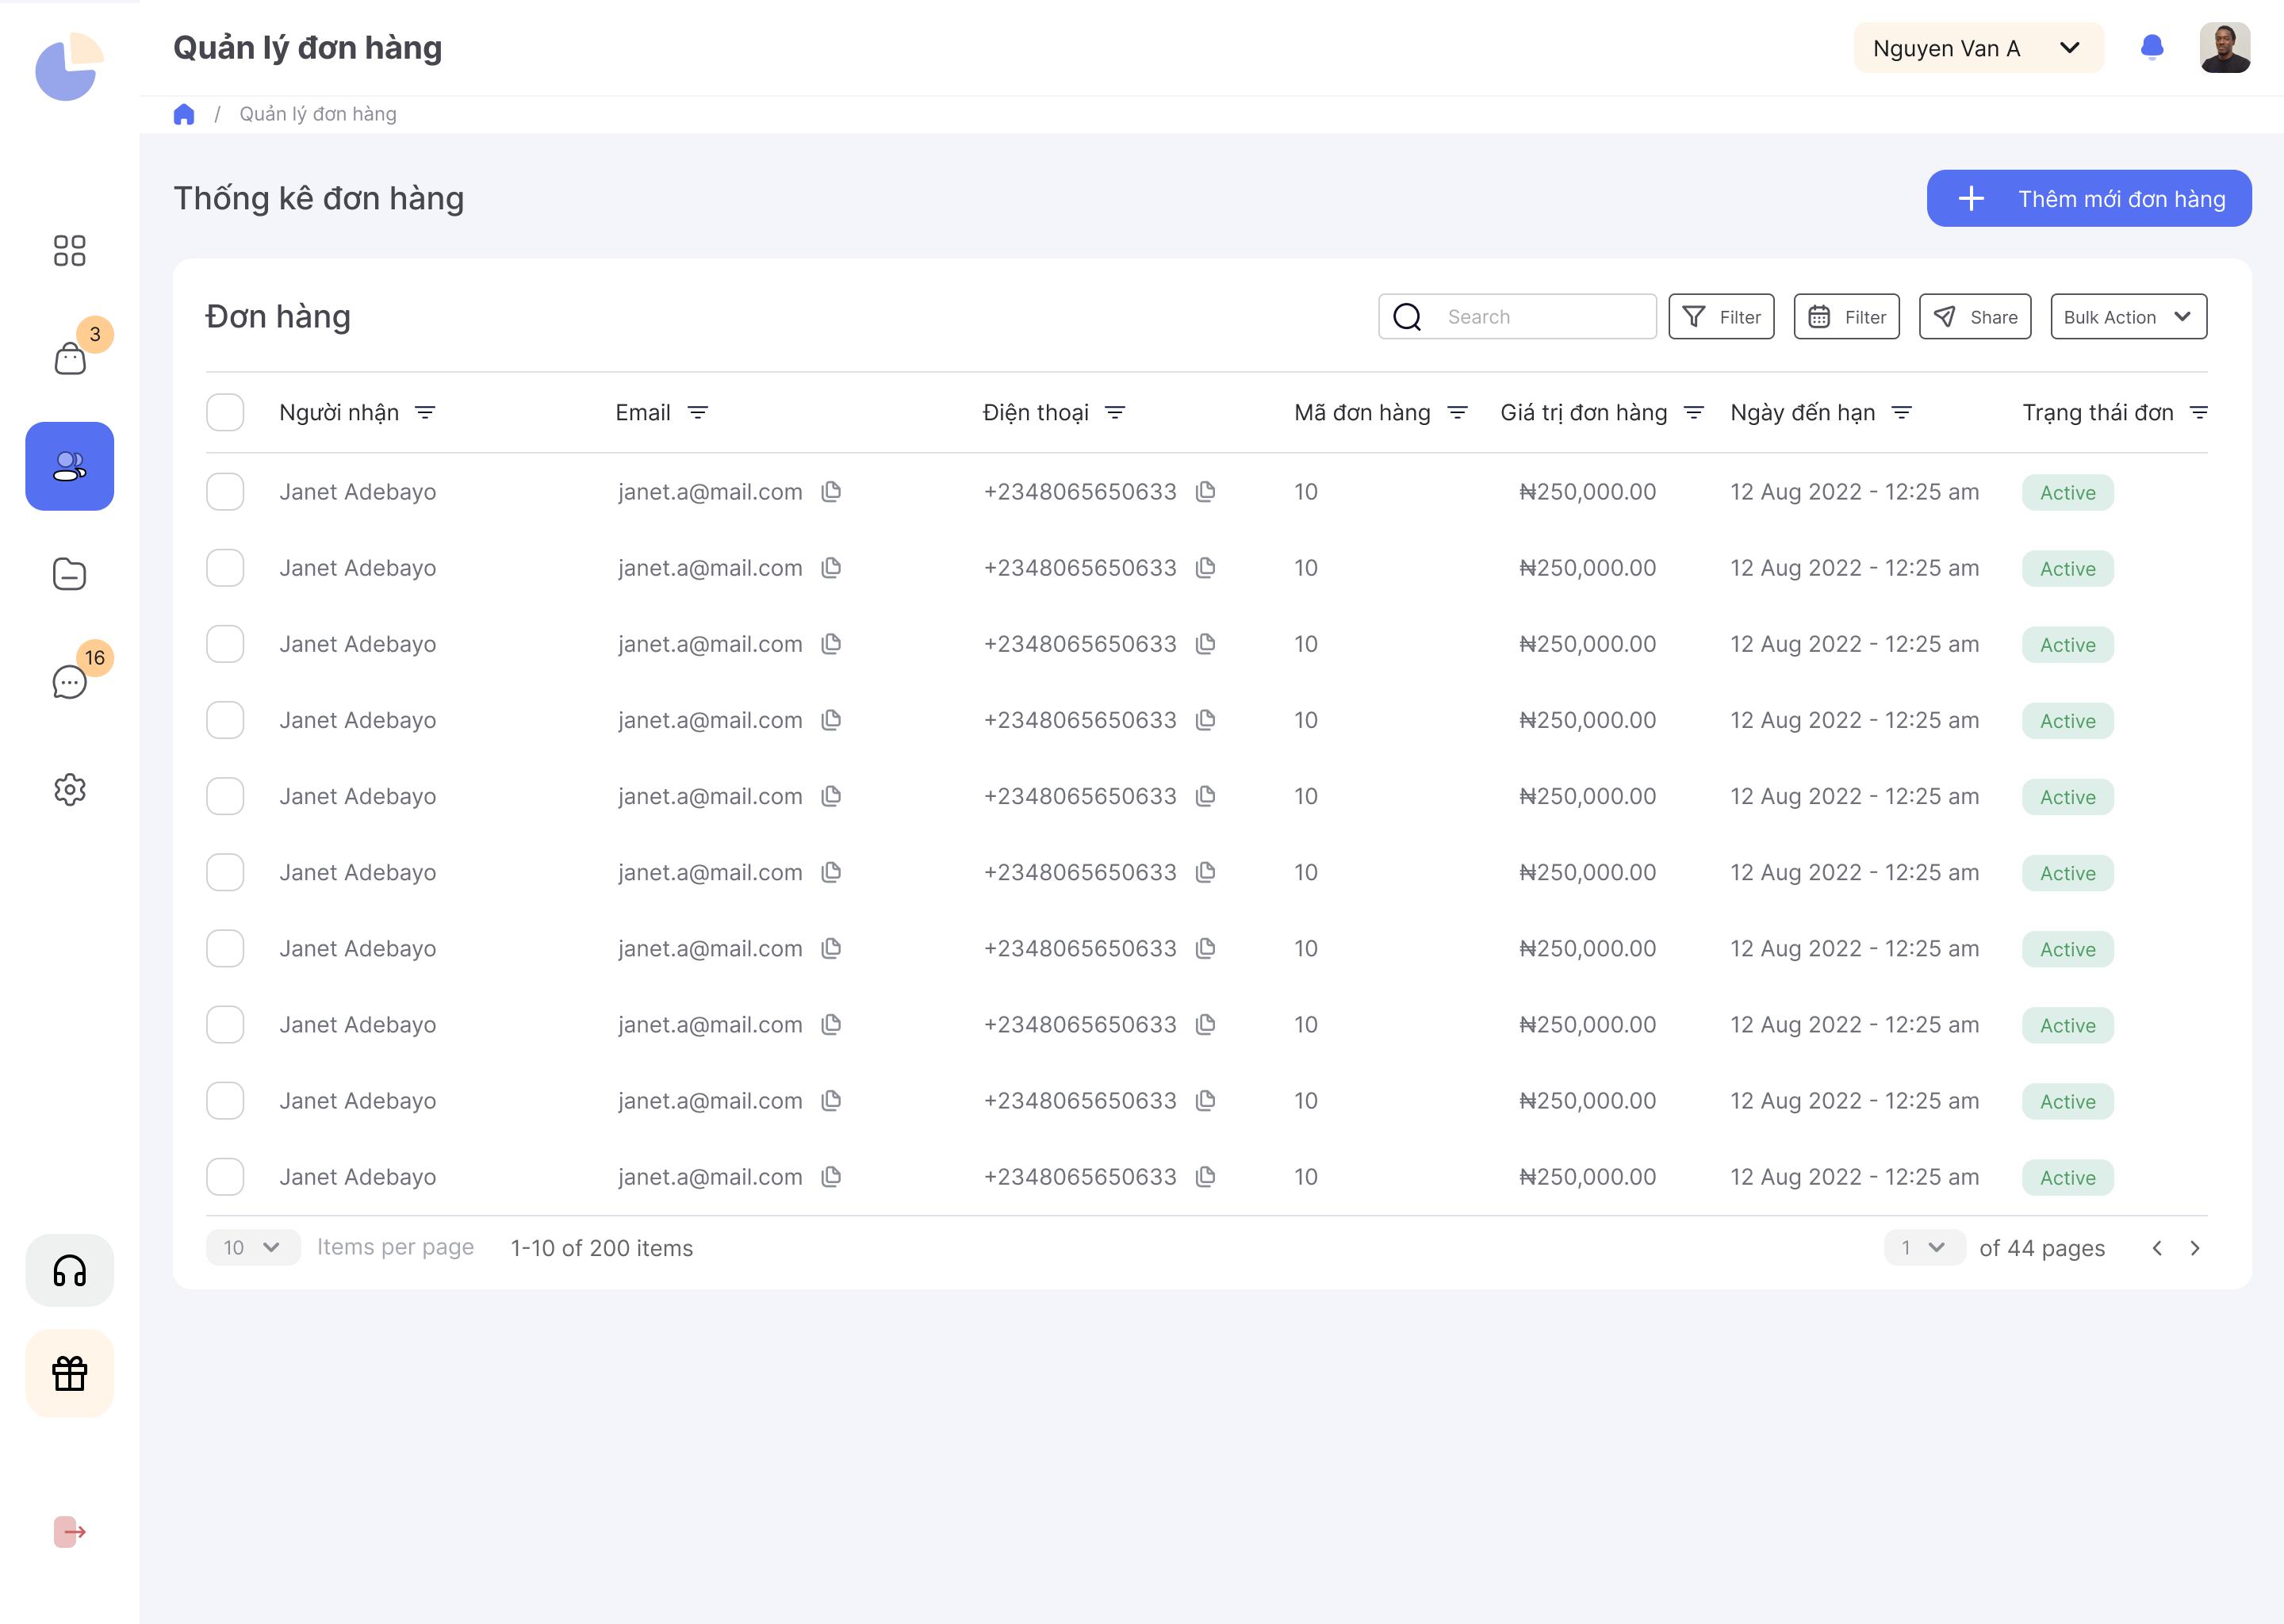 Quản lý đơn hàng
Nguyen Van A
/ Quản lý đơn hàng
Thống kê đơn hàng
Thêm mới đơn hàng
3
16
Đơn hàng
Search Filter Filter Share Bulk Action
Người nhận Email Điện thoại Mã đơn hàng Giá trị đơn hàng Ngày đến hạn Trạng thái đơn
Janet Adebayo janet.a@mail.com +2348065650633 10 ₦250,000.00 12 Aug 2022 - 12:25 am Active
Janet Adebayo janet.a@mail.com +2348065650633 10 ₦250,000.00 12 Aug 2022 - 12:25 am Active
Janet Adebayo janet.a@mail.com +2348065650633 10 ₦250,000.00 12 Aug 2022 - 12:25 am Active
Janet Adebayo janet.a@mail.com +2348065650633 10 ₦250,000.00 12 Aug 2022 - 12:25 am Active
Janet Adebayo janet.a@mail.com +2348065650633 10 ₦250,000.00 12 Aug 2022 - 12:25 am Active
Janet Adebayo janet.a@mail.com +2348065650633 10 ₦250,000.00 12 Aug 2022 - 12:25 am Active
Janet Adebayo janet.a@mail.com +2348065650633 10 ₦250,000.00 12 Aug 2022 - 12:25 am Active
Janet Adebayo janet.a@mail.com +2348065650633 10 ₦250,000.00 12 Aug 2022 - 12:25 am Active
Janet Adebayo janet.a@mail.com +2348065650633 10 ₦250,000.00 12 Aug 2022 - 12:25 am Active
Janet Adebayo janet.a@mail.com +2348065650633 10 ₦250,000.00 12 Aug 2022 - 12:25 am Active
10 Items per page 1-10 of 200 items 1 of 44 pages